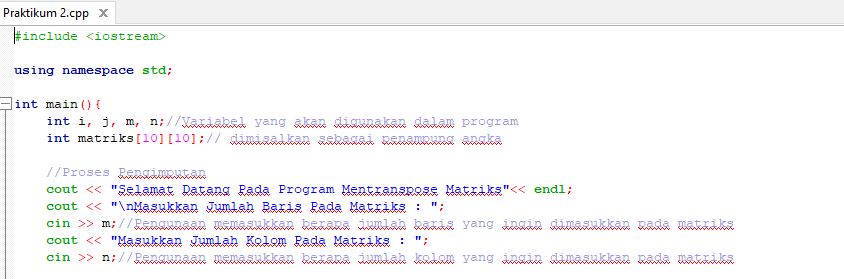 Praktikum 2.cpp X
#include <iostream>
using namespace std;
int main(){
int i, j, m, n;//Variabel yang akan digunakan dalam program
int matriks[10][10];// dimisalkan sebagai penampung angka
//Proses Pengimputan
cout << "Selamat Datang Pada Program Mentranspose Matriks"<< endl;
cout << "\nMasukkan Jumlah Baris Pada Matriks : ";
cin >> m;//Pengunaan memasukkan berapa jumlah baris yang ingin dimasukkan pada matriks
cout << "Masukkan Jumlah Kolom Pada Matriks : ";
cin >> n;//Pengunaan memasukkan berapa jumlah kolom yang ingin dimasukkan pada matriks